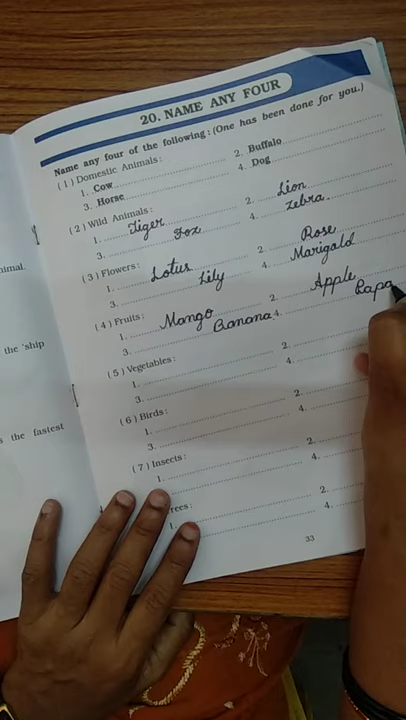 20. NAME ANY FOUR
Name any four of the following : (One has been done for you.)
( 1 ) Domestic Animals :
1. Cow 2. Buffalo
3. Horse 4. Dog
( 2 ) Wild Animals :
1. Tiger 2. Lion
3. Fox 4. Zebra
( 3 ) Flowers :
1. Lotus 2. Rose
3. Lily 4. Marigold
( 4 ) Fruits :
1. Mango 2. Apple
3. Banana 4. Papa
( 5 ) Vegetables :
1. 2.
3. 4.
( 6 ) Birds :
1. 2.
3. 4.
( 7 ) Insects :
1. 2.
4.
rees :
1. 2.
4.
33
nimal.
the 'ship
s the fastest